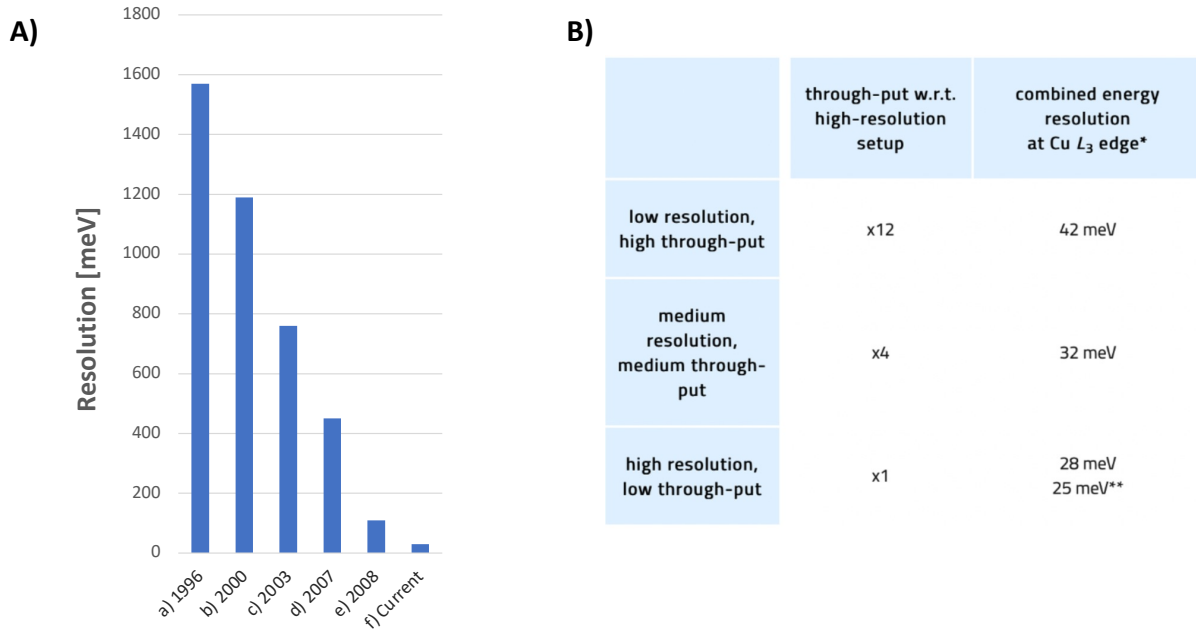 A)
Resolution [meV]
1800
1600
1400
1200
1000
800
600
400
200
0
a) 1996
b) 2000
c) 2003
d) 2007
e) 2008
f) Current
B)
through-put w.r.t.
high-resolution
setup
combined energy
resolution
at Cu L₃ edge*
low resolution,
high through-put
x12
42 meV
medium
resolution,
medium through-
put
x4
32 meV
high resolution,
low through-put
x1
28 meV
25 meV**